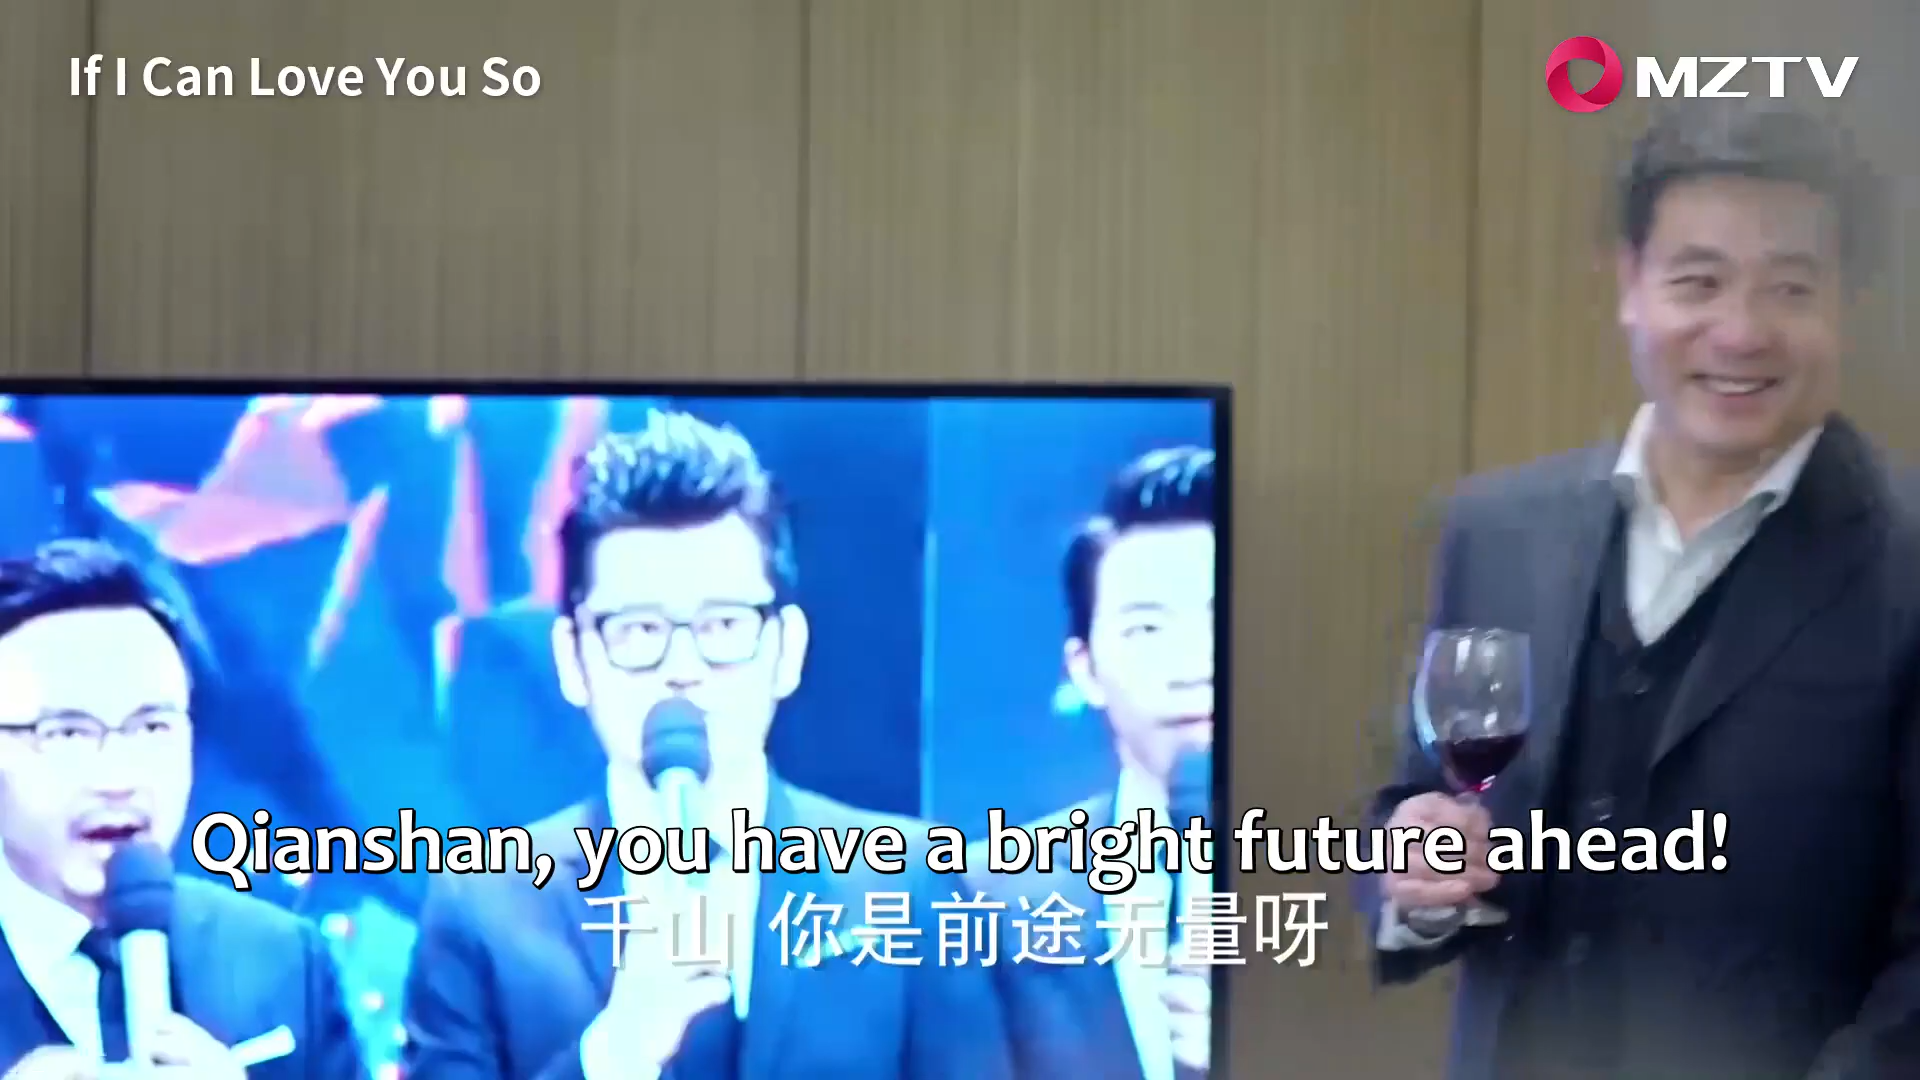 If I Can Love You So
MZTV
Qianshan, you have a bright future ahead!
千山 你是前途无量呀